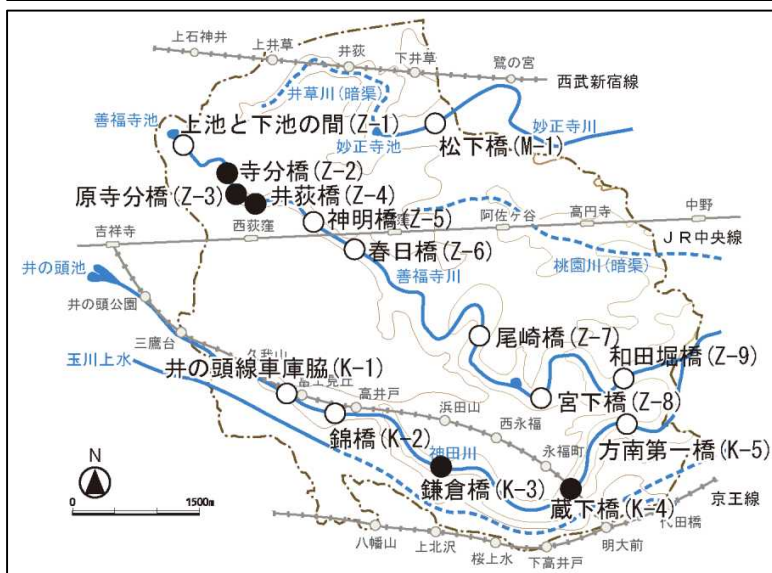 上石神井
上井草
井荻
下井草
鷺の宮
西武新宿線
井草川(暗渠)
善福寺池
上池と下池の間(Z-1)
妙正寺池
松下橋(M-1)
妙正寺川
寺分橋(Z-2)
原寺分橋(Z-3)
井荻橋(Z-4)
神明橋(Z-5)
西荻窪
阿佐ケ谷
高円寺
中野
吉祥寺
JR中央線
春日橋(Z-6)
善福寺川
桃園川(暗渠)
井の頭池
井の頭公園
三鷹台
玉川上水
尾崎橋(Z-7)
和田堀橋(Z-9)
井の頭線車庫脇(K-1)
富士見丘
高井戸
浜田山
西永福
宮下橋(Z-8)
錦橋(K-2)
永福町
方南第一橋(K-5)
神田川
鎌倉橋(K-3)
蔵下橋(K-4)
京王線
N
0
1500m
八幡山
上北沢
桜上水
下高井戸
明大前
代田橋